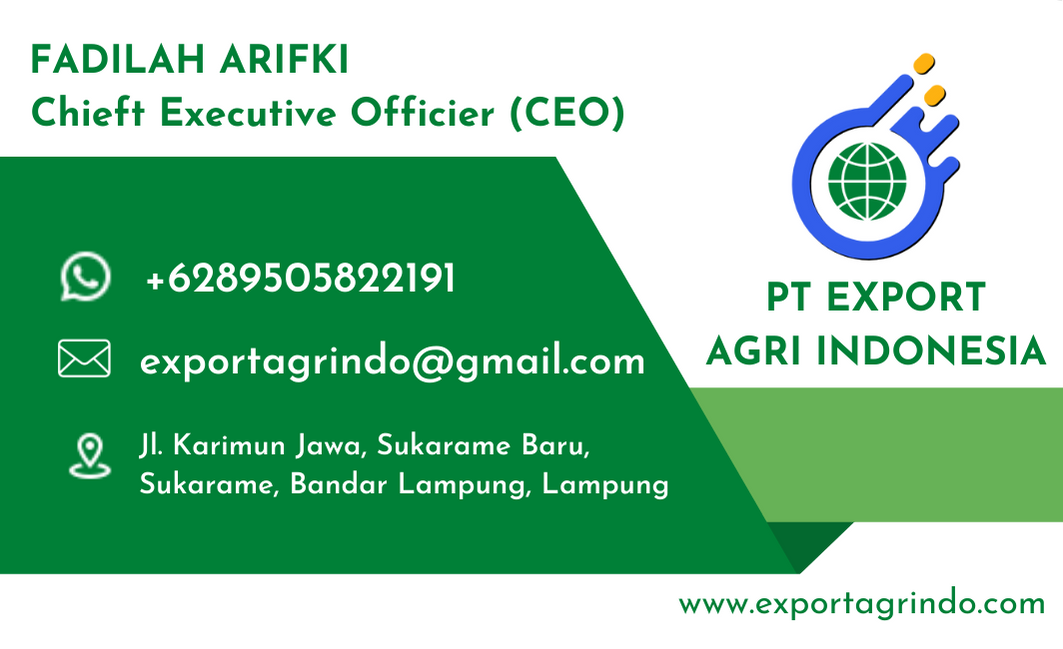 FADILAH ARIFKI
Chieft Executive Officier (CEO)
+6289505822191
exportagrindo@gmail.com
Jl. Karimun Jawa, Sukarame Baru,
Sukarame, Bandar Lampung, Lampung
PT EXPORT
AGRI INDONESIA
www.exportagrindo.com